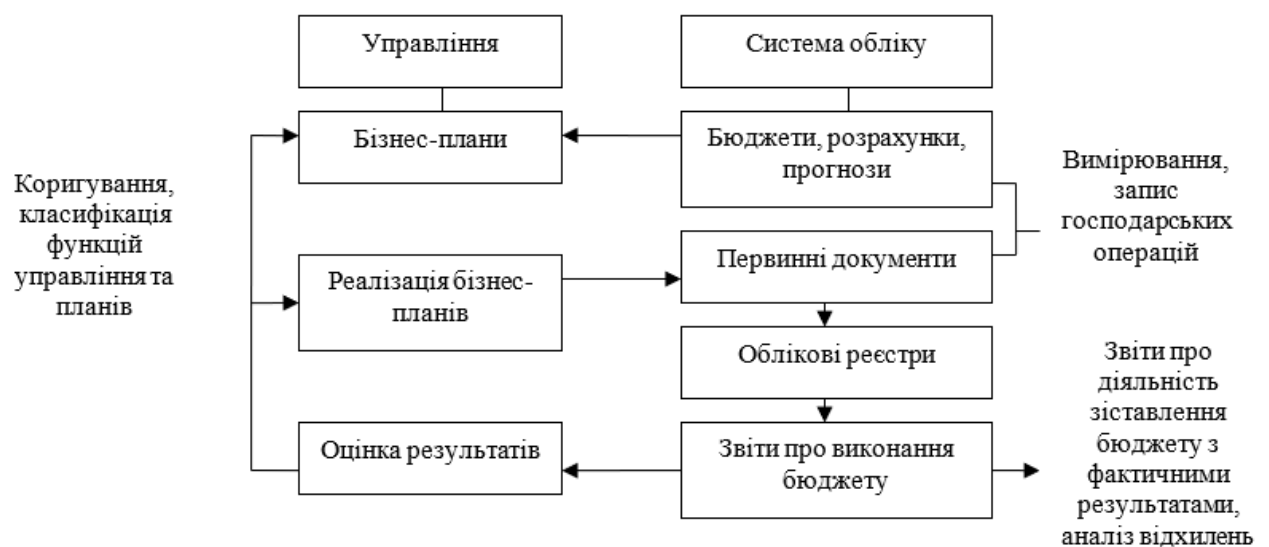 Управління
Система обліку
Бізнес-плани
Бюджети, розрахунки,
прогнози
Коригування,
класифікація
функцій
управління та
планів
Вимірювання,
запис
господарських
операцій
Реалізація бізнес-
планів
Первинні документи
Облікові реєстри
Оцінка результатів
Звіти про виконання
бюджету
Звіти про
діяльність
зіставлення
бюджету з
фактичними
результатами,
аналіз відхилень